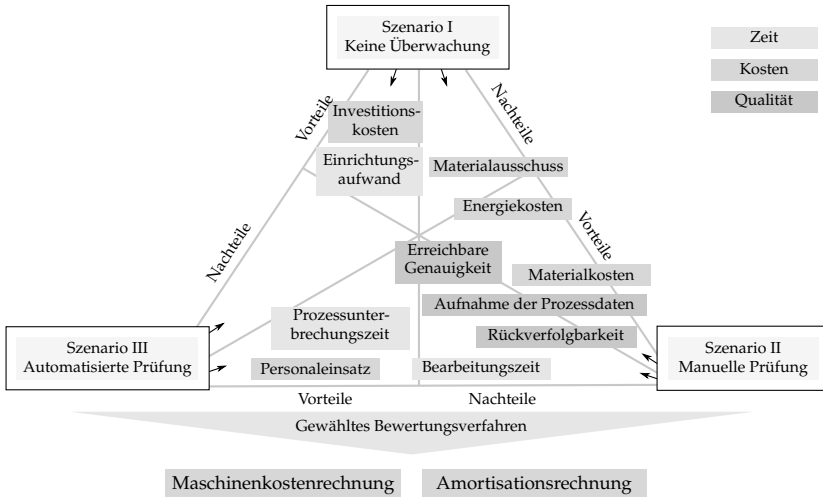 Szenario I
Keine Überwachung
Zeit
Kosten
Qualität
Vorteile
Nachteile
Investitions-
kosten
Einrichtungs-
aufwand
Materialausschuss
Energiekosten
Nachteile
Vorteile
Erreichbare
Genauigkeit
Materialkosten
Aufnahme der Prozessdaten
Prozessunter-
brechungszeit
Rückverfolgbarkeit
Szenario III
Automatisierte Prüfung
Szenario II
Manuelle Prüfung
Personaleinsatz
Bearbeitungszeit
Vorteile
Nachteile
Gewähltes Bewertungsverfahren
Maschinenkostenrechnung
Amortisationsrechnung